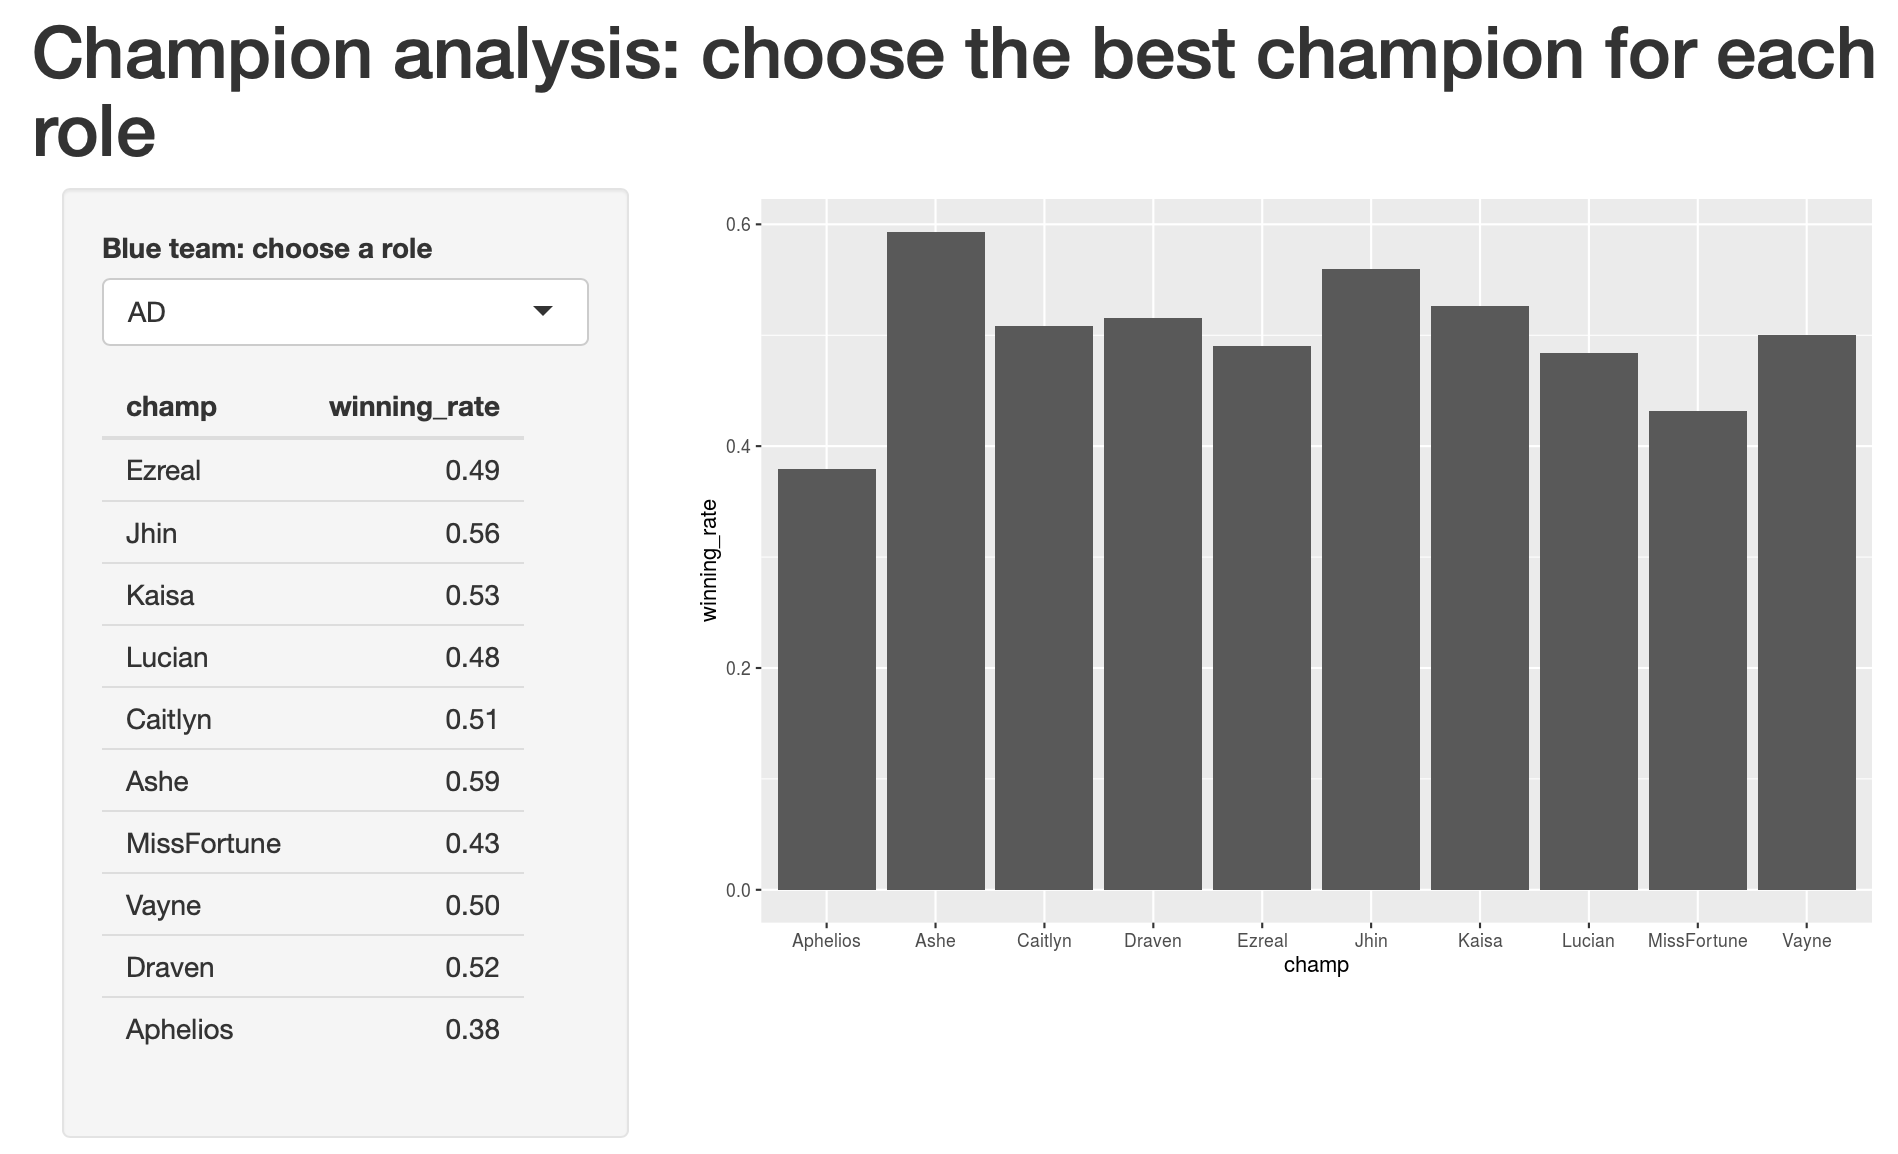 Champion analysis: choose the best champion for each
role
Blue team: choose a role
AD
champ winning_rate
Ezreal 0.49
Jhin 0.56
Kaisa 0.53
Lucian 0.48
Caitlyn 0.51
Ashe 0.59
MissFortune 0.43
Vayne 0.50
Draven 0.52
Aphelios 0.38
winning_rate
0.6
0.4
0.2
0.0
Aphelios Ashe Caitlyn Draven Ezreal Jhin Kaisa Lucian MissFortune Vayne
champ